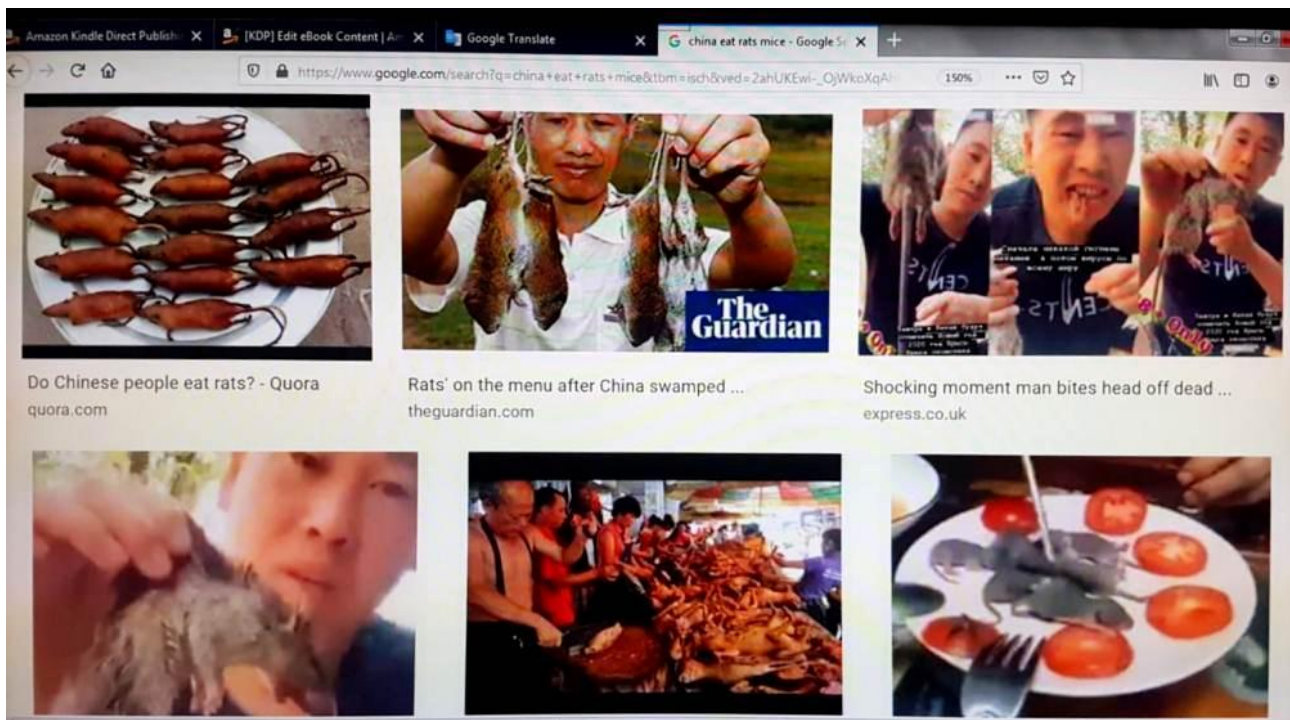 Amazon Kindle Direct Publish
[KDP] Edit eBook Content | A
Google Translate
china eat rats mice - Google Se
https://www.google.com/search?q=china+eat+rats+mice&tbm=isch&ved=2ahUKEwi-_OjWkoXqAh
150%
The
Guardian
Do Chinese people eat rats? - Quora
quora.com
Rats' on the menu after China swamped ...
theguardian.com
Shocking moment man bites head off dead ...
express.co.uk